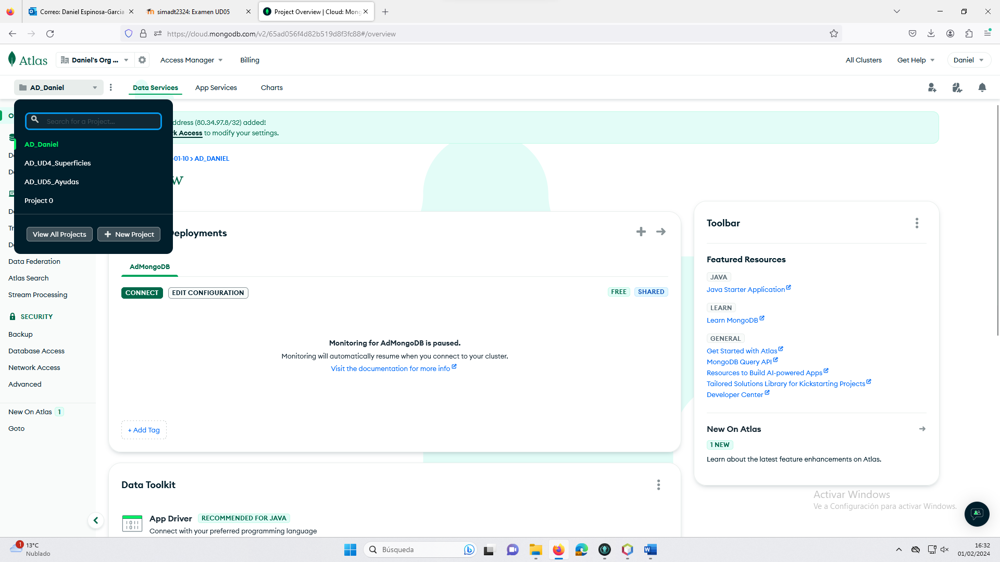 Correo: Daniel Espinosa-Garcia
simadt2324: Examen UD05
Project Overview | Cloud: Mong
https://cloud.mongodb.com/v2/65ad056f4d82b519d8f3fc88#/overview
Atlas
Daniel's Org ...
Access Manager
Billing
All Clusters
Get Help
Daniel
AD_Daniel
Data Services
App Services
Charts
Search for a Project...
AD_Daniel
AD_UD4_Superficies
AD_UD5_Ayudas
Project 0
View All Projects
+ New Project
ddress (80.34.97.8/32) added!
k Access to modify your settings.
-01-10 > AD_DANIEL
Data Federation
Atlas Search
Stream Processing
SECURITY
Backup
Database Access
Network Access
Advanced
New On Atlas 1
Goto
eployments
AdMongoDB
CONNECT
EDIT CONFIGURATION
FREE
SHARED
Monitoring for AdMongoDB is paused.
Monitoring will automatically resume when you connect to your cluster.
Visit the documentation for more info
+ Add Tag
Data Toolkit
App Driver
RECOMMENDED FOR JAVA
Connect with your preferred programming language
Toolbar
Featured Resources
JAVA
Java Starter Application
LEARN
Learn MongoDB
GENERAL
Get Started with Atlas
MongoDB Query API
Resources to Build AI-powered Apps
Tailored Solutions Library for Kickstarting Projects
Developer Center
New On Atlas
1 NEW
Learn about the latest feature enhancements on Atlas.
Activar Windows
Ve a Configuración para activar Windows.
1
13°C
Nublado
Búsqueda
16:32
01/02/2024